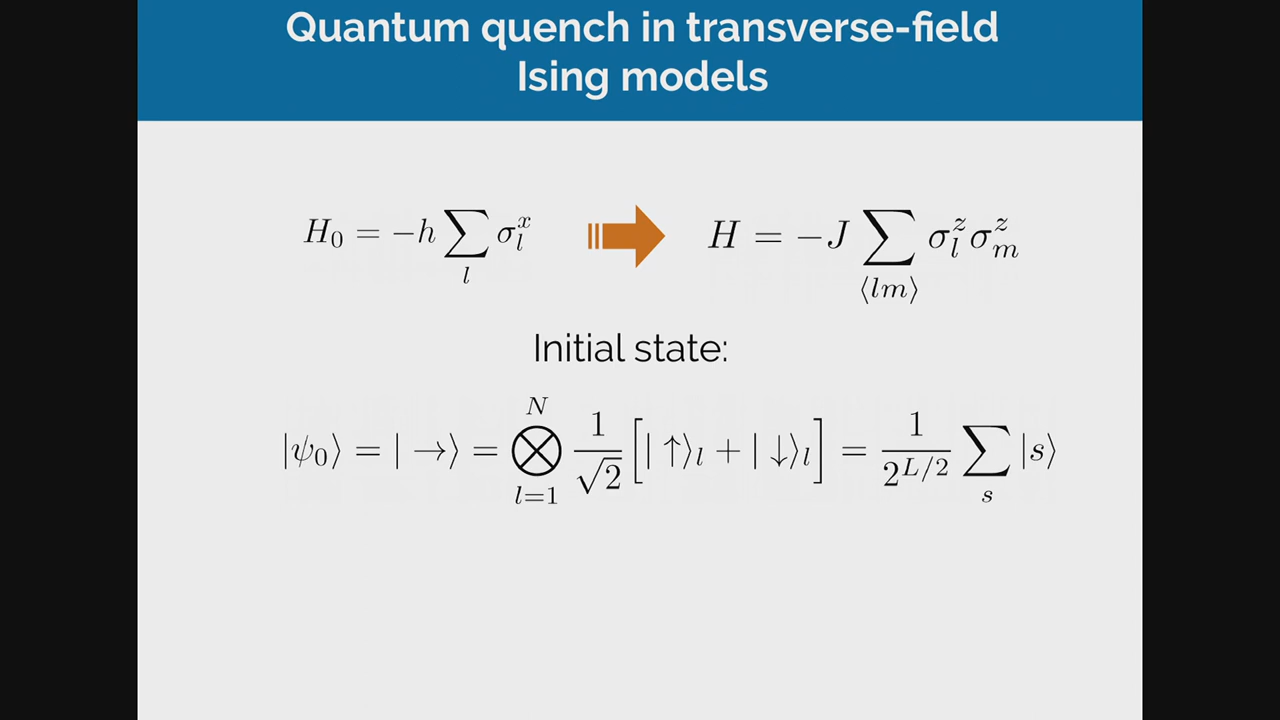 Quantum quench in transverse-field
Ising models
$H_0 = -h \sum_l \sigma_l^x$ $H = -J \sum_{\langle lm \rangle} \sigma_l^z \sigma_m^z$
Initial state:
$|\psi_0\rangle = |\rightarrow\rangle = \bigotimes_{l=1}^{N} \frac{1}{\sqrt{2}} \left[ |\uparrow\rangle_l + |\downarrow\rangle_l \right] = \frac{1}{2^{L/2}} \sum_s |s\rangle$